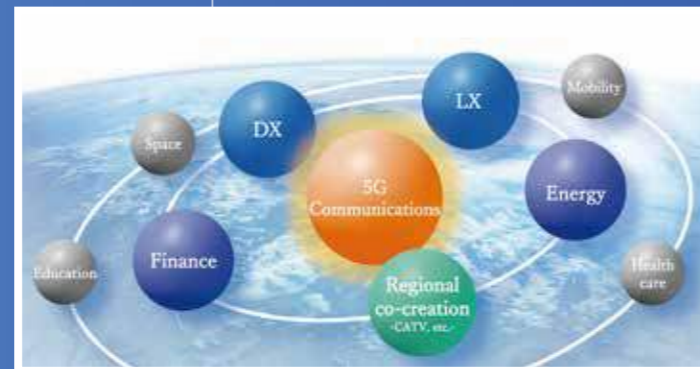 Mobility
LX
DX
Space
5G
Communications
Energy
Finance
Education
Health
care
Regional
co-creation
-CATV, etc.-